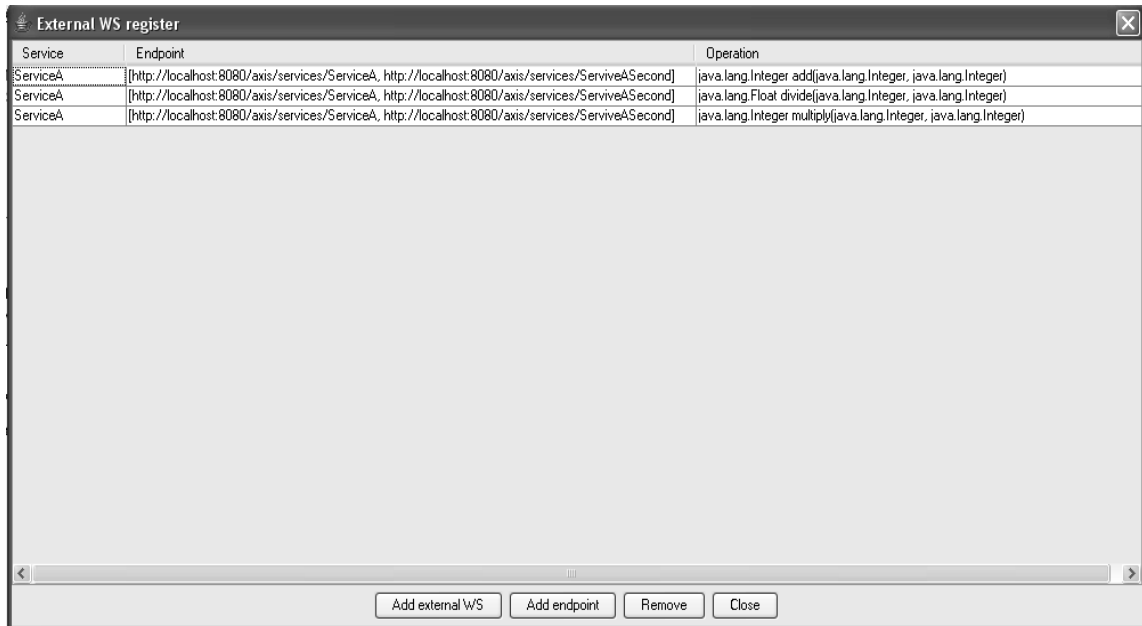 External WS register
Service Endpoint Operation
ServiceA [http://localhost:8080/axis/services/ServiceA, http://localhost:8080/axis/services/ServiveASecond] java.lang.Integer add(java.lang.Integer, java.lang.Integer)
ServiceA [http://localhost:8080/axis/services/ServiceA, http://localhost:8080/axis/services/ServiveASecond] java.lang.Float divide(java.lang.Integer, java.lang.Integer)
ServiceA [http://localhost:8080/axis/services/ServiceA, http://localhost:8080/axis/services/ServiveASecond] java.lang.Integer multiply(java.lang.Integer, java.lang.Integer)
Add external WS Add endpoint Remove Close